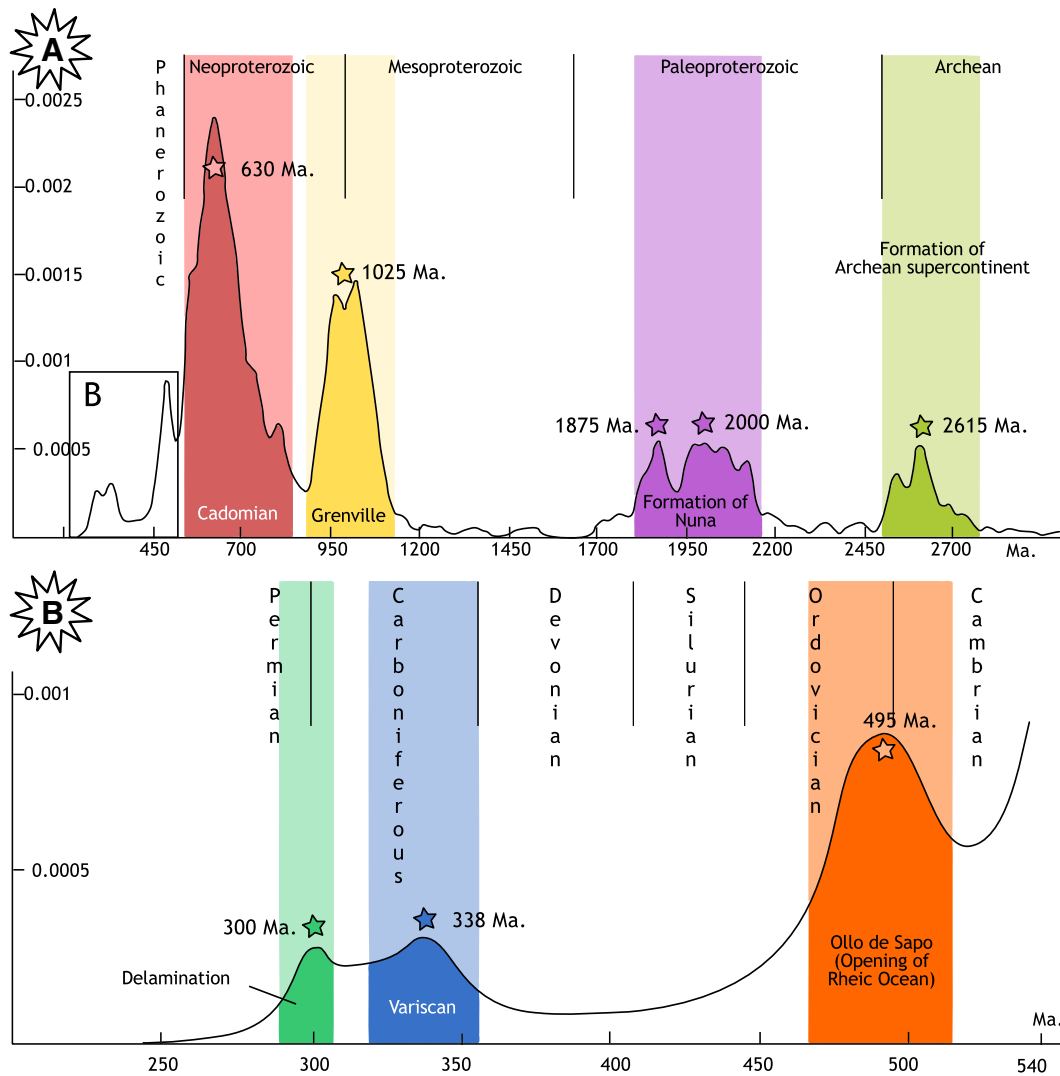 A
Phanerozoic
Neoproterozoic
Mesoproterozoic
Paleoproterozoic
Archean
0.0025
630 Ma.
0.002
Formation of
Archean supercontinent
0.0015
1025 Ma.
0.001
B
1875 Ma.
2000 Ma.
2615 Ma.
0.0005
Cadomian
Grenville
Formation of
Nuna
450
700
950
1200
1450
1700
1950
2200
2450
2700
Ma.
B
Permian
Carboniferous
Devonian
Silurian
Ordovician
Cambrian
0.001
495 Ma.
0.0005
300 Ma.
338 Ma.
Delamination
Variscan
Ollo de Sapo
(Opening of
Rheic Ocean)
Ma.
250
300
350
400
450
500
540